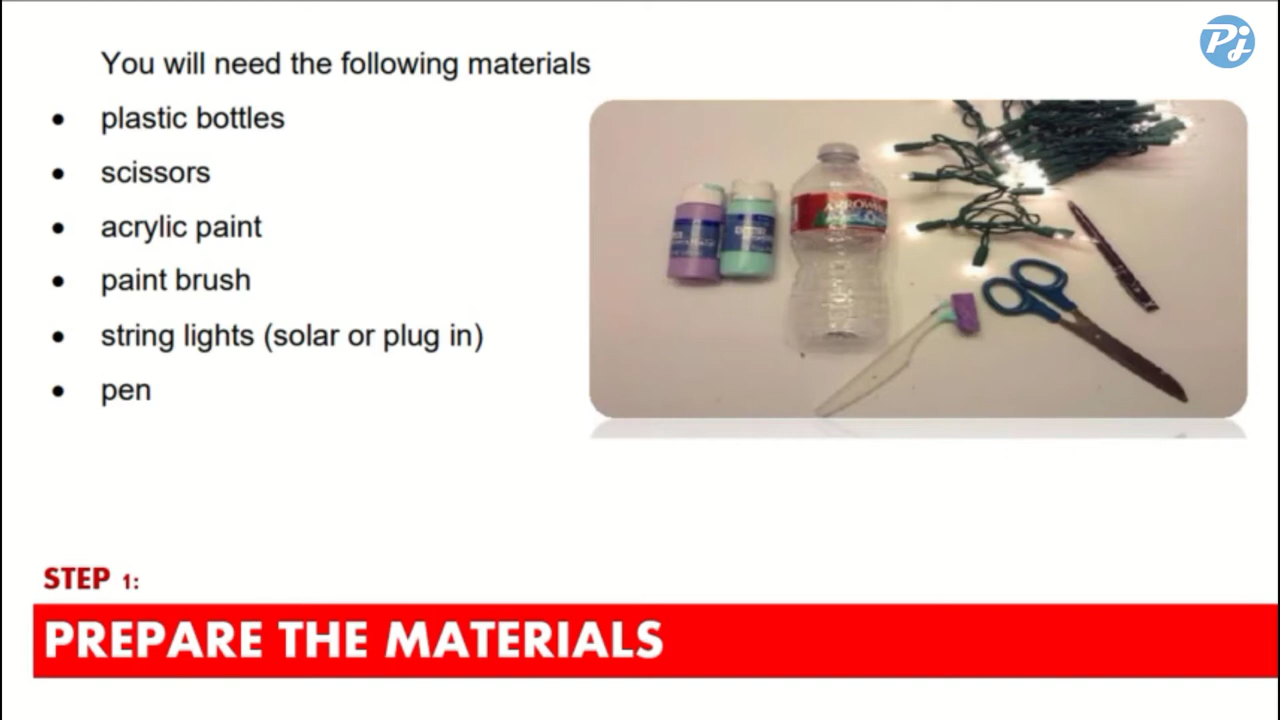 Pj
You will need the following materials
• plastic bottles
• scissors
• acrylic paint
• paint brush
• string lights (solar or plug in)
• pen
STEP 1:
PREPARE THE MATERIALS